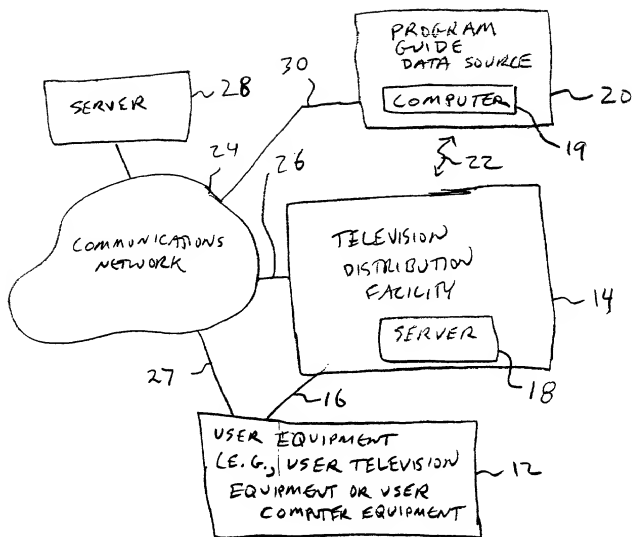 PROGRAM
GUIDE
DATA SOURCE
COMPUTER
20
19
30
SERVER
28
22
24
26
COMMUNICATIONS
NETWORK
TELEVISION
DISTRIBUTION
FACILITY
14
SERVER
18
27
16
USER EQUIPMENT
(E.G., USER TELEVISION
EQUIPMENT OR USER
COMPUTER EQUIPMENT
12